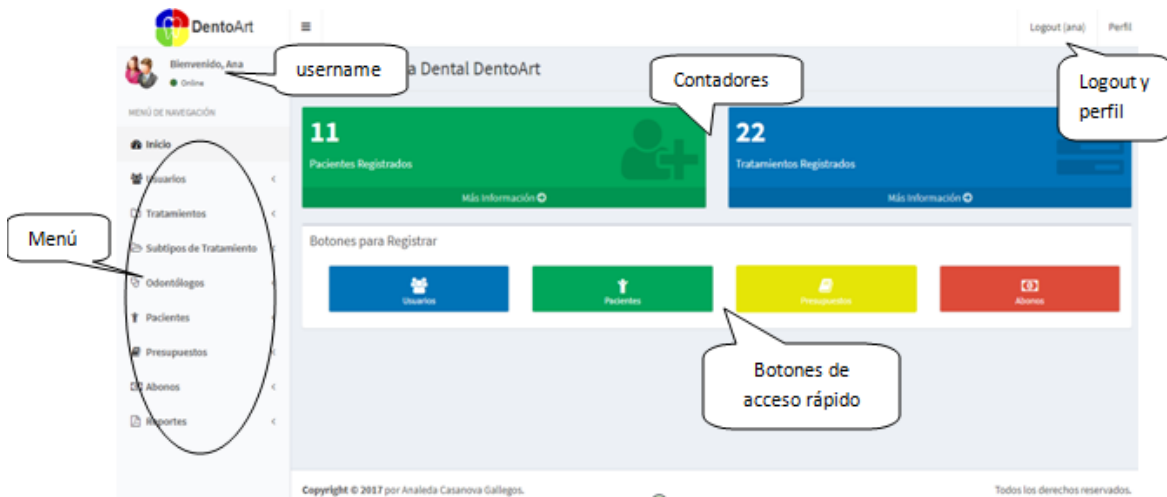 DentoArt
Logout (ana) Perfil
Bienvenido, Ana
Online
username
a Dental DentoArt
Contadores
Logout y
perfil
MENÚ DE NAVEGACIÓN
Inicio
Usuarios
Tratamientos
Subtipos de Tratamiento
Odontólogos
Pacientes
Presupuestos
Abonos
Reportes
Menú
11
Pacientes Registrados
Más Información
22
Tratamientos Registrados
Más Información
Botones para Registrar
Usuarios
Pacientes
Presupuestos
Abonos
Botones de
acceso rápido
Copyright © 2017 por Analeda Casanova Gallegos.
Todos los derechos reservados.